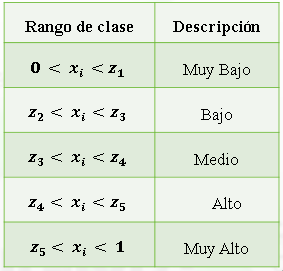 Rango de clase Descripción
0 < xᵢ < z₁ Muy Bajo
z₂ < xᵢ < z₃ Bajo
z₃ < xᵢ < z₄ Medio
z₄ < xᵢ < z₅ Alto
z₅ < xᵢ < 1 Muy Alto